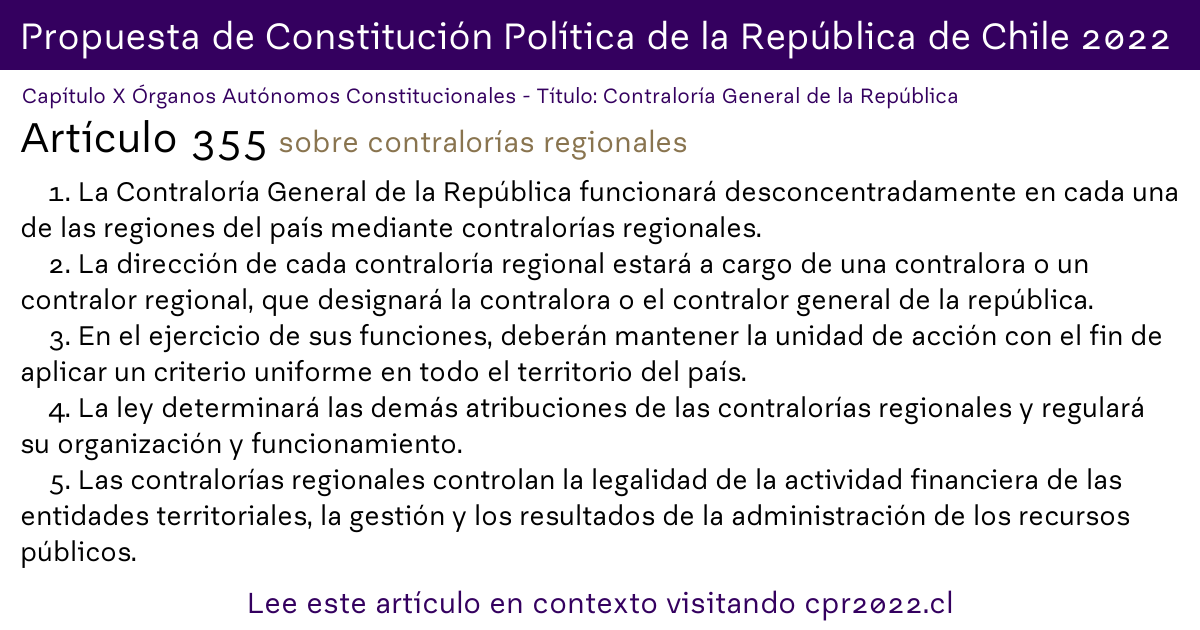 Propuesta de Constitución Política de la República de Chile 2022
Capítulo X Órganos Autónomos Constitucionales - Título: Contraloría General de la República
Artículo 355 sobre contralorías regionales
1. La Contraloría General de la República funcionará desconcentradamente en cada una
de las regiones del país mediante contralorías regionales.
2. La dirección de cada contraloría regional estará a cargo de una contralora o un
contralor regional, que designará la contralora o el contralor general de la república.
3. En el ejercicio de sus funciones, deberán mantener la unidad de acción con el fin de
aplicar un criterio uniforme en todo el territorio del país.
4. La ley determinará las demás atribuciones de las contralorías regionales y regulará
su organización y funcionamiento.
5. Las contralorías regionales controlan la legalidad de la actividad financiera de las
entidades territoriales, la gestión y los resultados de la administración de los recursos
públicos.
Lee este artículo en contexto visitando cpr2022.cl